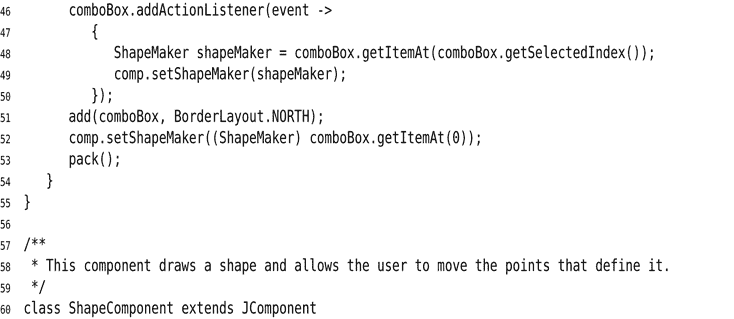 46 comboBox.addActionListener(event ->
47 {
48 ShapeMaker shapeMaker = comboBox.getItemAt(comboBox.getSelectedIndex());
49 comp.setShapeMaker(shapeMaker);
50 });
51 add(comboBox, BorderLayout.NORTH);
52 comp.setShapeMaker((ShapeMaker) comboBox.getItemAt(0));
53 pack();
54 }
55 }
56
57 /**
58 * This component draws a shape and allows the user to move the points that define it.
59 */
60 class ShapeComponent extends JComponent